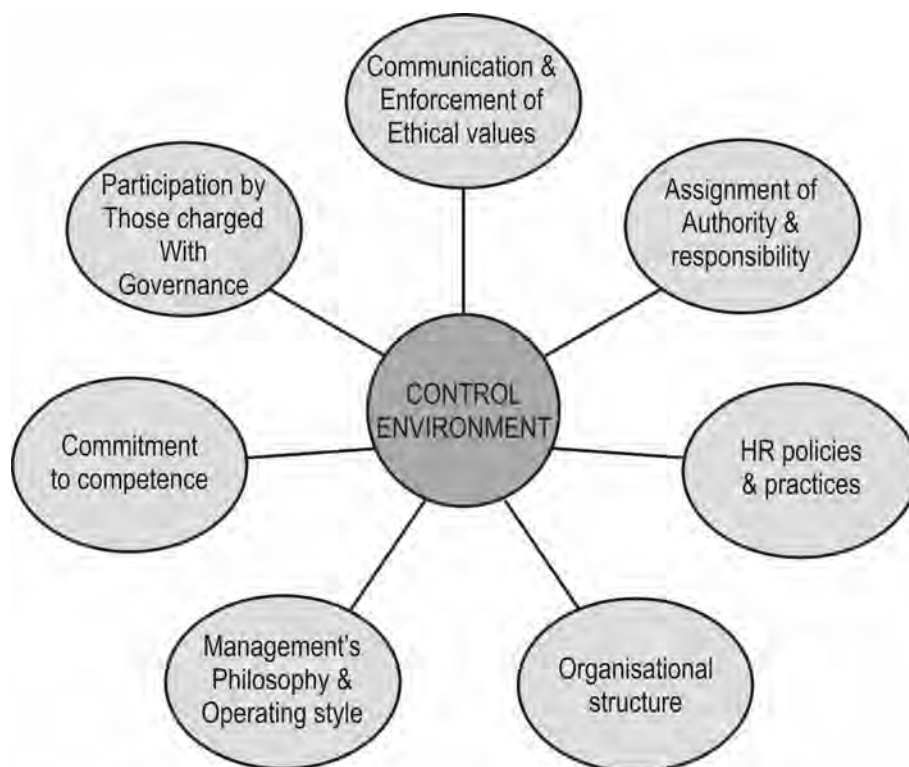 Communication &
Enforcement of
Ethical values
Participation by
Those charged
With
Governance
Assignment of
Authority &
responsibility
CONTROL
ENVIRONMENT
Commitment
to competence
HR policies
& practices
Management's
Philosophy &
Operating style
Organisational
structure